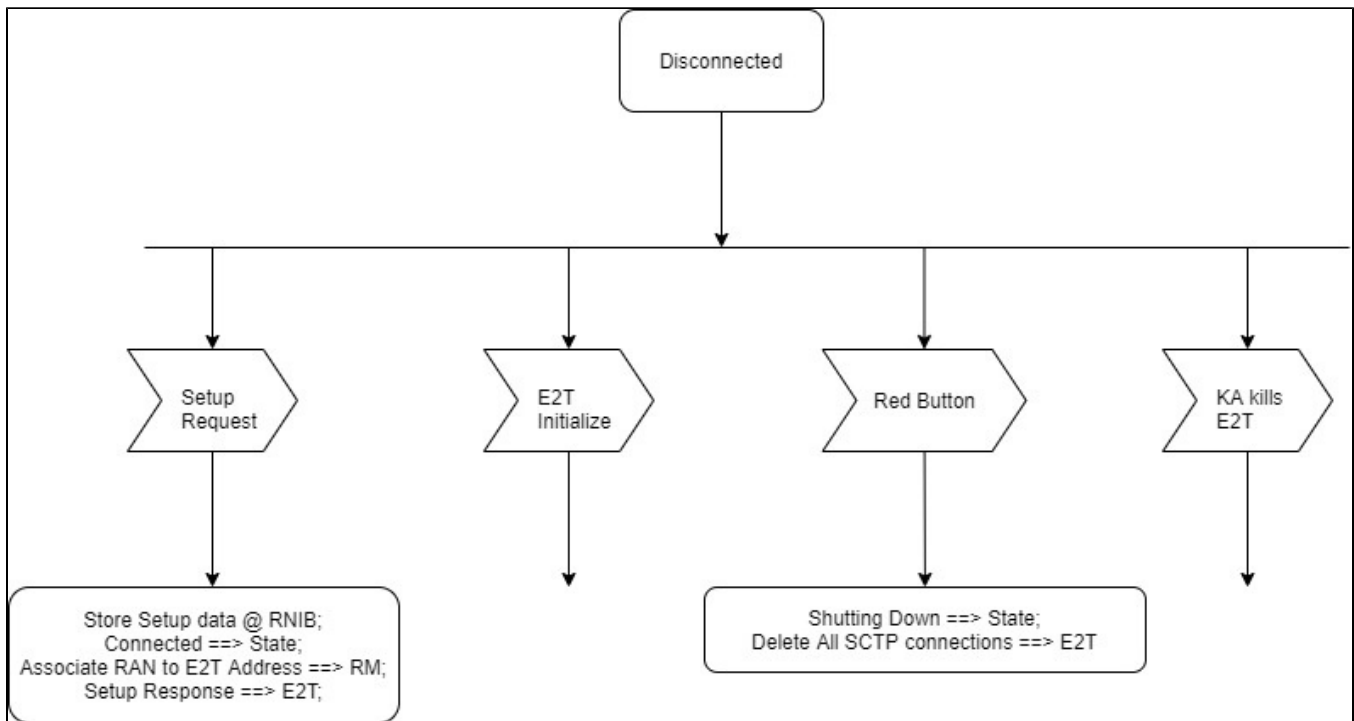 Disconnected
Setup
Request
E2T
Initialize
Red Button
KA kills
E2T
Store Setup data @ RNIB;
Connected ==> State;
Associate RAN to E2T Address ==> RM;
Setup Response ==> E2T;
Shutting Down ==> State;
Delete All SCTP connections ==> E2T